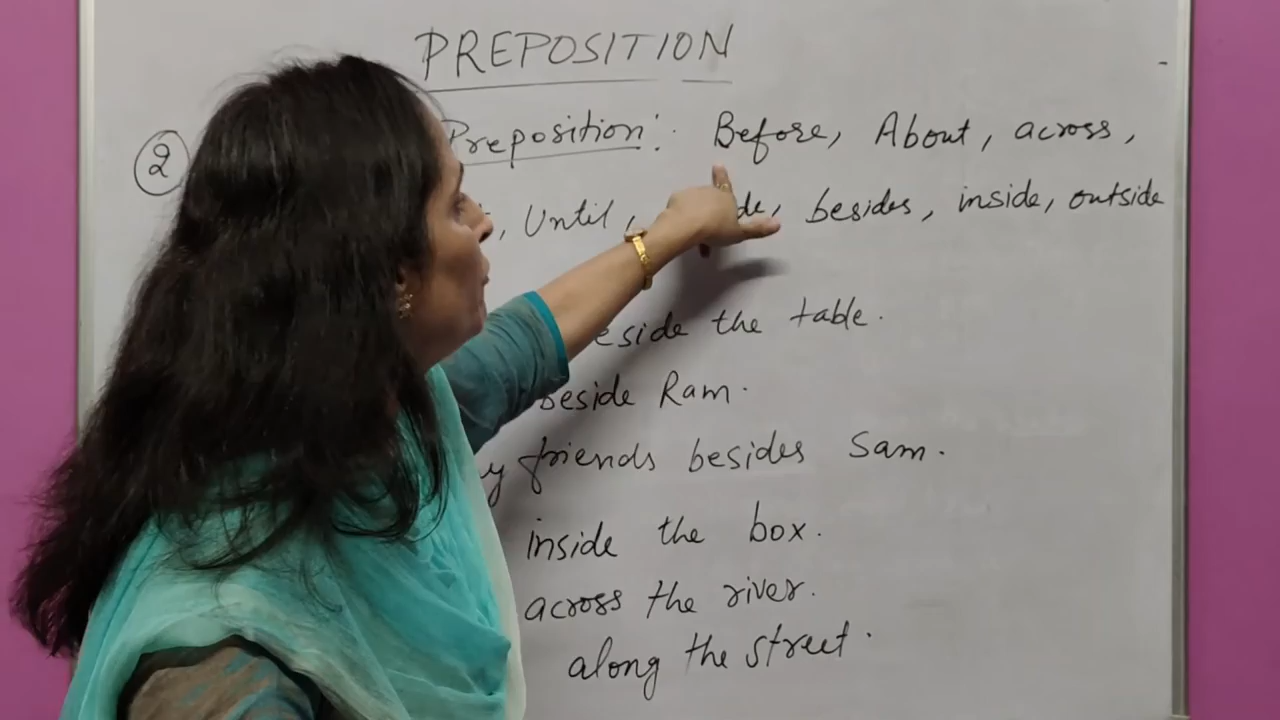 PREPOSITION
2 Preposition: Before, About, across,
, Until, de, besides, inside, outside
eside the table.
Beside Ram.
y friends besides Sam.
inside the box.
across the river.
along the street.